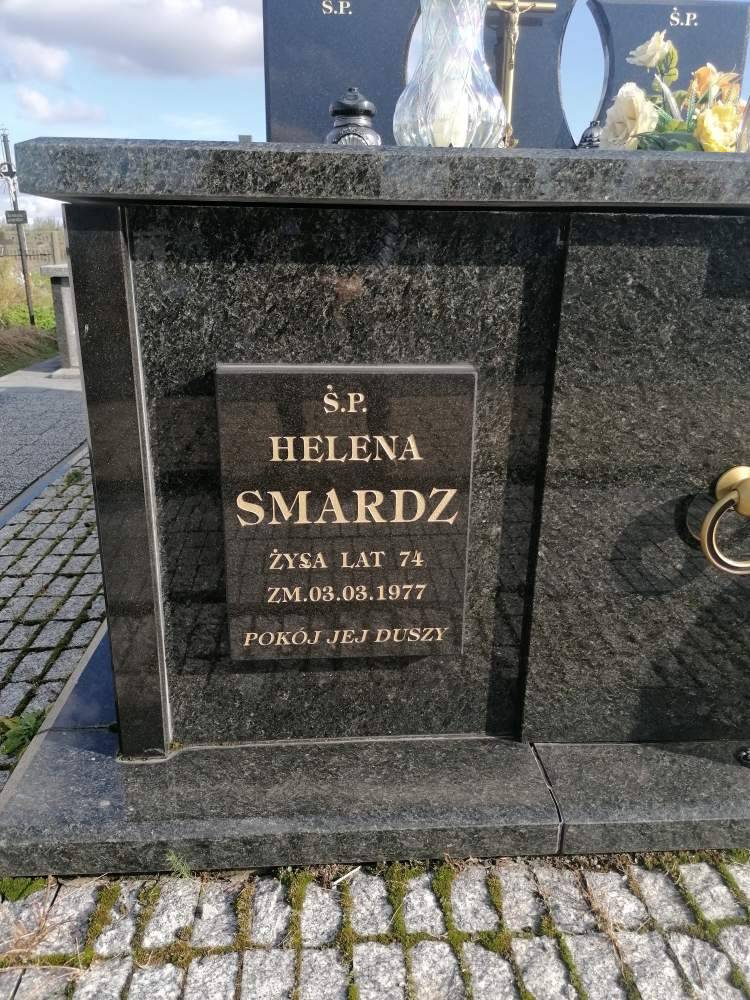 Ś.P.
Ś.P.
Ś.P.
HELENA
SMARDZ
ŻYŁA LAT 74
ZM.03.03.1977
POKÓJ JEJ DUSZY